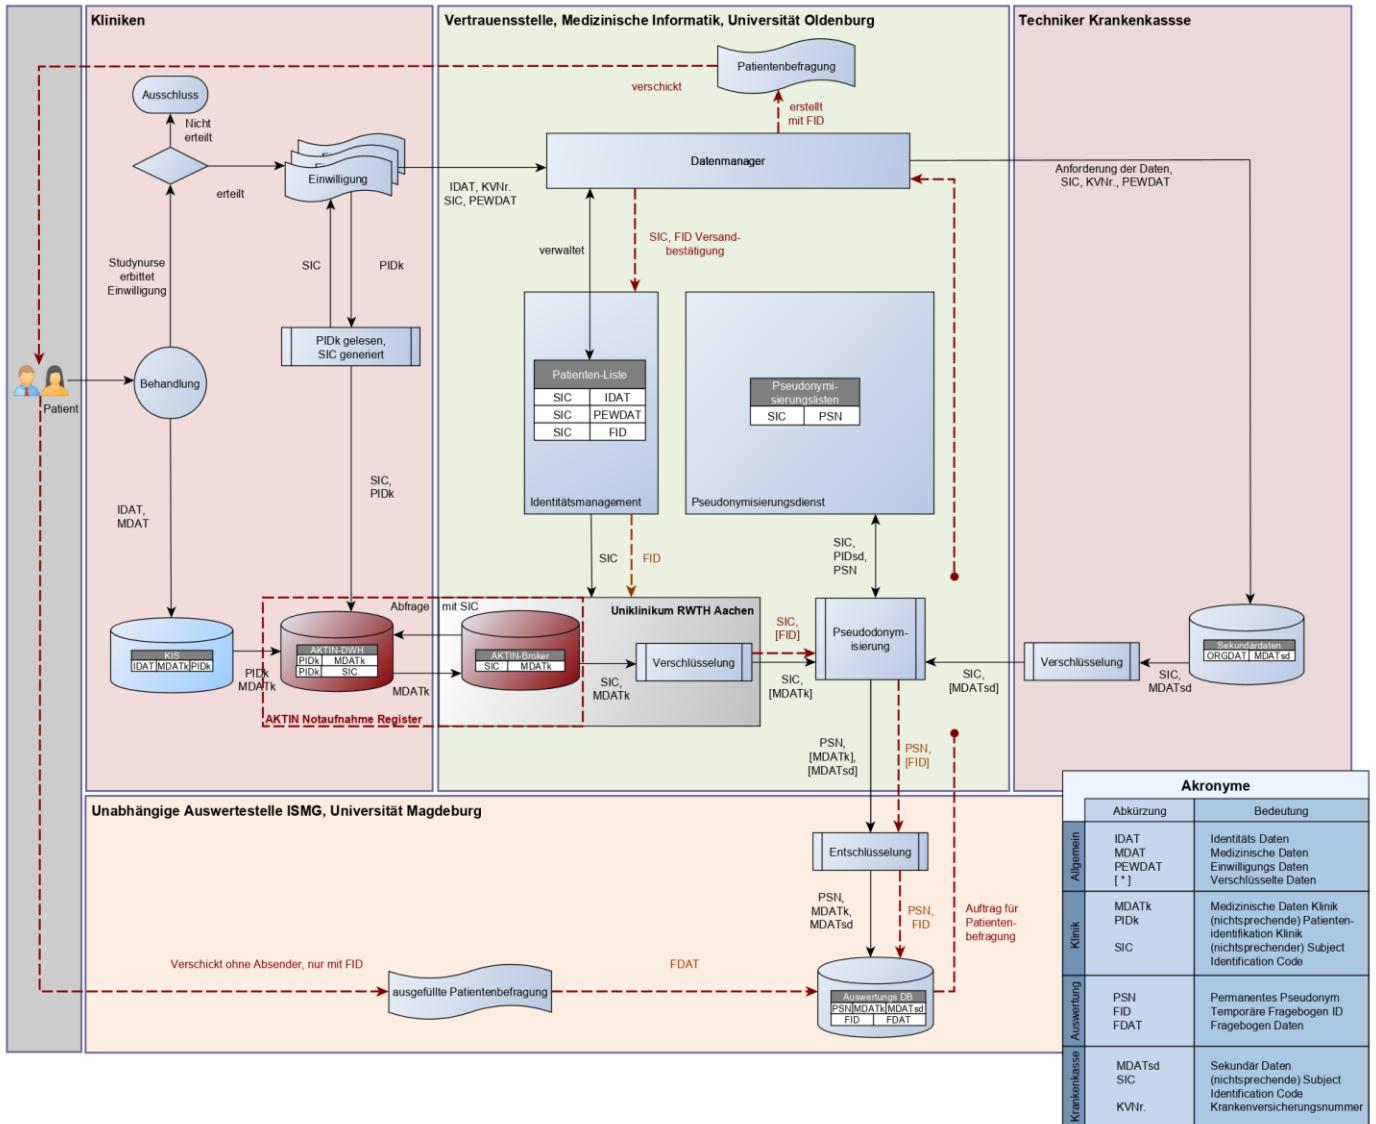 Kliniken
Vertrauensstelle, Medizinische Informatik, Universität Oldenburg
Techniker Krankenkassse
Patientenbefragung
verschickt
erstellt
mit FID
Ausschluss
Nicht
erteilt
erteilt
Einwilligung
IDAT, KVNr.
SIC, PEWDAT
Datenmanager
Anforderung der Daten,
SIC, KVNr., PEWDAT
Studynurse
erbittet
Einwilligung
SIC
PIDk
verwaltet
SIC, FID Versand-
bestätigung
PIDk gelesen,
SIC generiert
Patient
Behandlung
Patienten-Liste
SIC IDAT
SIC PEWDAT
SIC FID
Identitätsmanagement
Pseudonymi-
sierungslisten
SIC PSN
Pseudonymisierungsdienst
IDAT,
MDAT
SIC,
PIDk
SIC
FID
SIC,
PIDsd,
PSN
Abfrage mit SIC
Uniklinikum RWTH Aachen
KIS
IDAT MDATk PIDk
PIDk
MDATk
AKTIN-DWH
PIDk MDATk
PIDk SIC
MDATk
AKTIN Notaufnahme Register
AKTIN-Broker
SIC MDATk
SIC,
MDATk
Verschlüsselung
SIC,
[FID]
SIC,
[MDATk]
Pseudodonym-
isierung
SIC,
[MDATsd]
Verschlüsselung
SIC,
MDATsd
Sekundärdaten
ORGDAT MDATsd
PSN,
[MDATk],
[MDATsd]
PSN,
[FID]
Unabhängige Auswertestelle ISMG, Universität Magdeburg
Entschlüsselung
PSN,
MDATk,
MDATsd
PSN,
FID
Auftrag für
Patienten-
befragung
Verschickt ohne Absender, nur mit FID
ausgefüllte Patientenbefragung
FDAT
Auswertungs DB
PSN MDATk MDATsd
FID FDAT
Akronyme
Abkürzung Bedeutung
Allgemein
IDAT Identitäts Daten
MDAT Medizinische Daten
PEWDAT Einwilligungs Daten
[ * ] Verschlüsselte Daten
Klinik
MDATk Medizinische Daten Klinik
PIDk (nichtsprechende) Patienten-
identifikation Klinik
SIC (nichtsprechender) Subject
Identification Code
Auswertung
PSN Permanentes Pseudonym
FID Temporäre Fragebogen ID
FDAT Fragebogen Daten
Krankenkasse
MDATsd Sekundär Daten
SIC (nichtsprechende) Subject
Identification Code
KVNr. Krankenversicherungsnummer